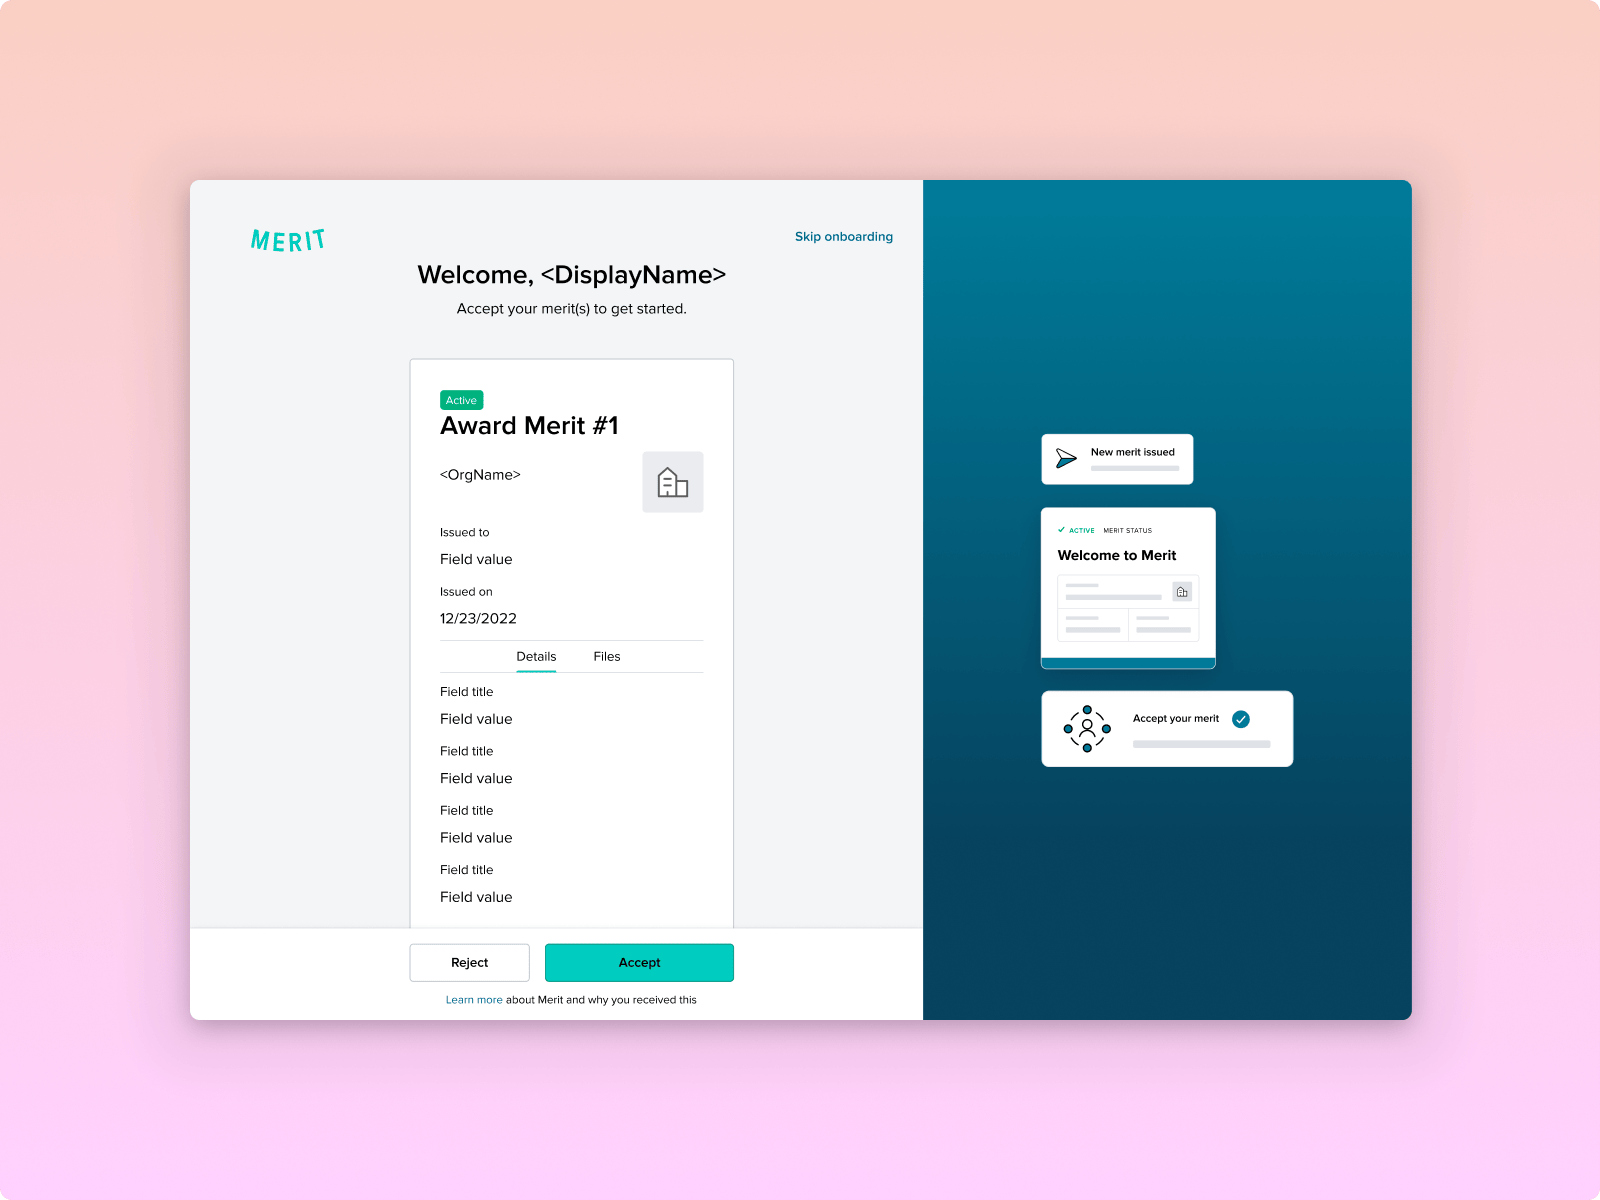 MERIT
Skip onboarding
Welcome, <DisplayName>
Accept your merit(s) to get started.
Active
Award Merit #1
<OrgName>
Issued to
Field value
Issued on
12/23/2022
Details Files
Field title
Field value
Field title
Field value
Field title
Field value
Field title
Field value
Reject Accept
Learn more about Merit and why you received this
New merit issued
ACTIVE MERIT STATUS
Welcome to Merit
Accept your merit